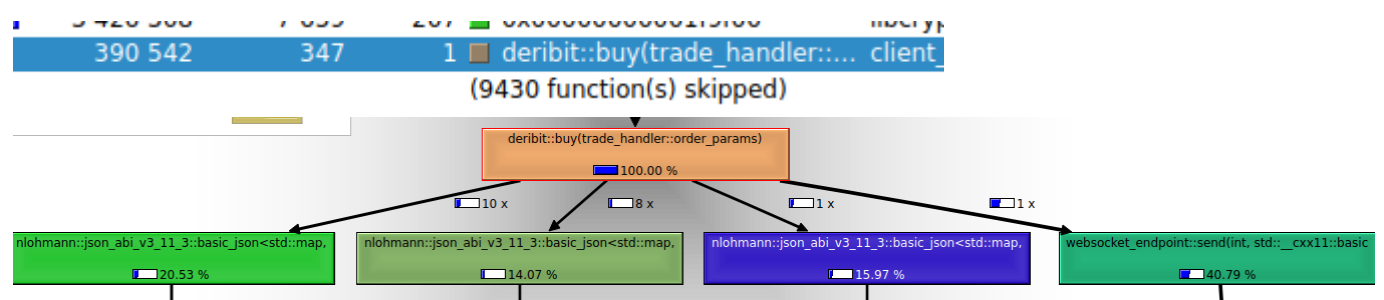 390 542 347 1 deribit::buy(trade_handler::... client_
(9430 function(s) skipped)
deribit::buy(trade_handler::order_params)
100.00 %
10 x 8 x 1 x 1 x
nlohmann::json_abi_v3_11_3::basic_json<std::map, nlohmann::json_abi_v3_11_3::basic_json<std::map, nlohmann::json_abi_v3_11_3::basic_json<std::map, websocket_endpoint::send(int, std::__cxx11::basic
20.53 % 14.07 % 15.97 % 40.79 %